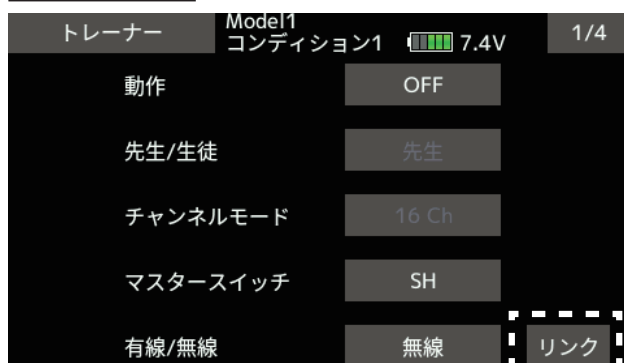 トレーナー Model1 1/4
コンディション1 7.4V
動作 OFF
先生/生徒 先生
チャンネルモード 16 Ch
マスタースイッチ SH
有線/無線 無線 リンク